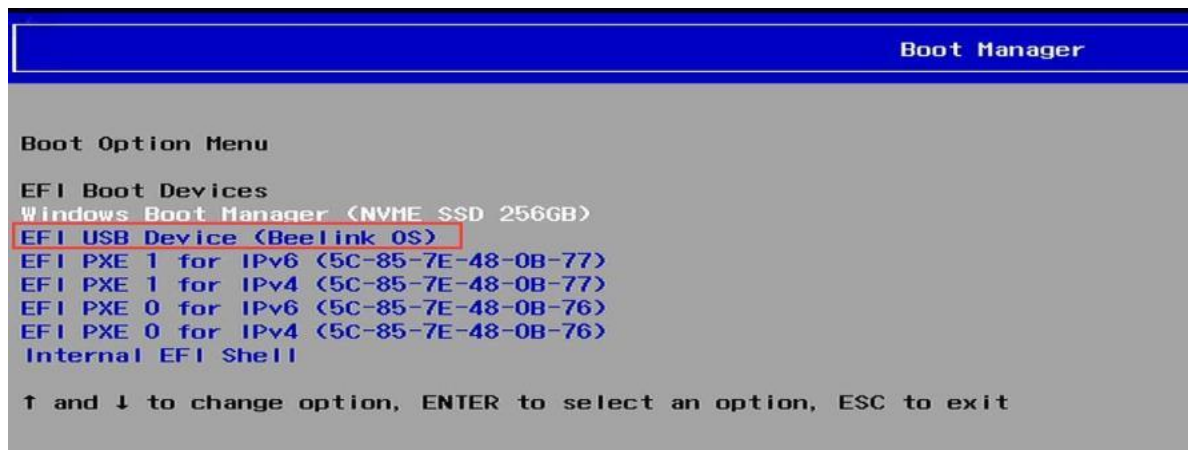 Boot Manager
Boot Option Menu
EFI Boot Devices
Windows Boot Manager (NVME SSD 256GB)
EFI USB Device (Beelink OS)
EFI PXE 1 for IPv6 (5C-85-7E-48-0B-77)
EFI PXE 1 for IPv4 (5C-85-7E-48-0B-77)
EFI PXE 0 for IPv6 (5C-85-7E-48-0B-76)
EFI PXE 0 for IPv4 (5C-85-7E-48-0B-76)
Internal EFI Shell
↑ and ↓ to change option, ENTER to select an option, ESC to exit